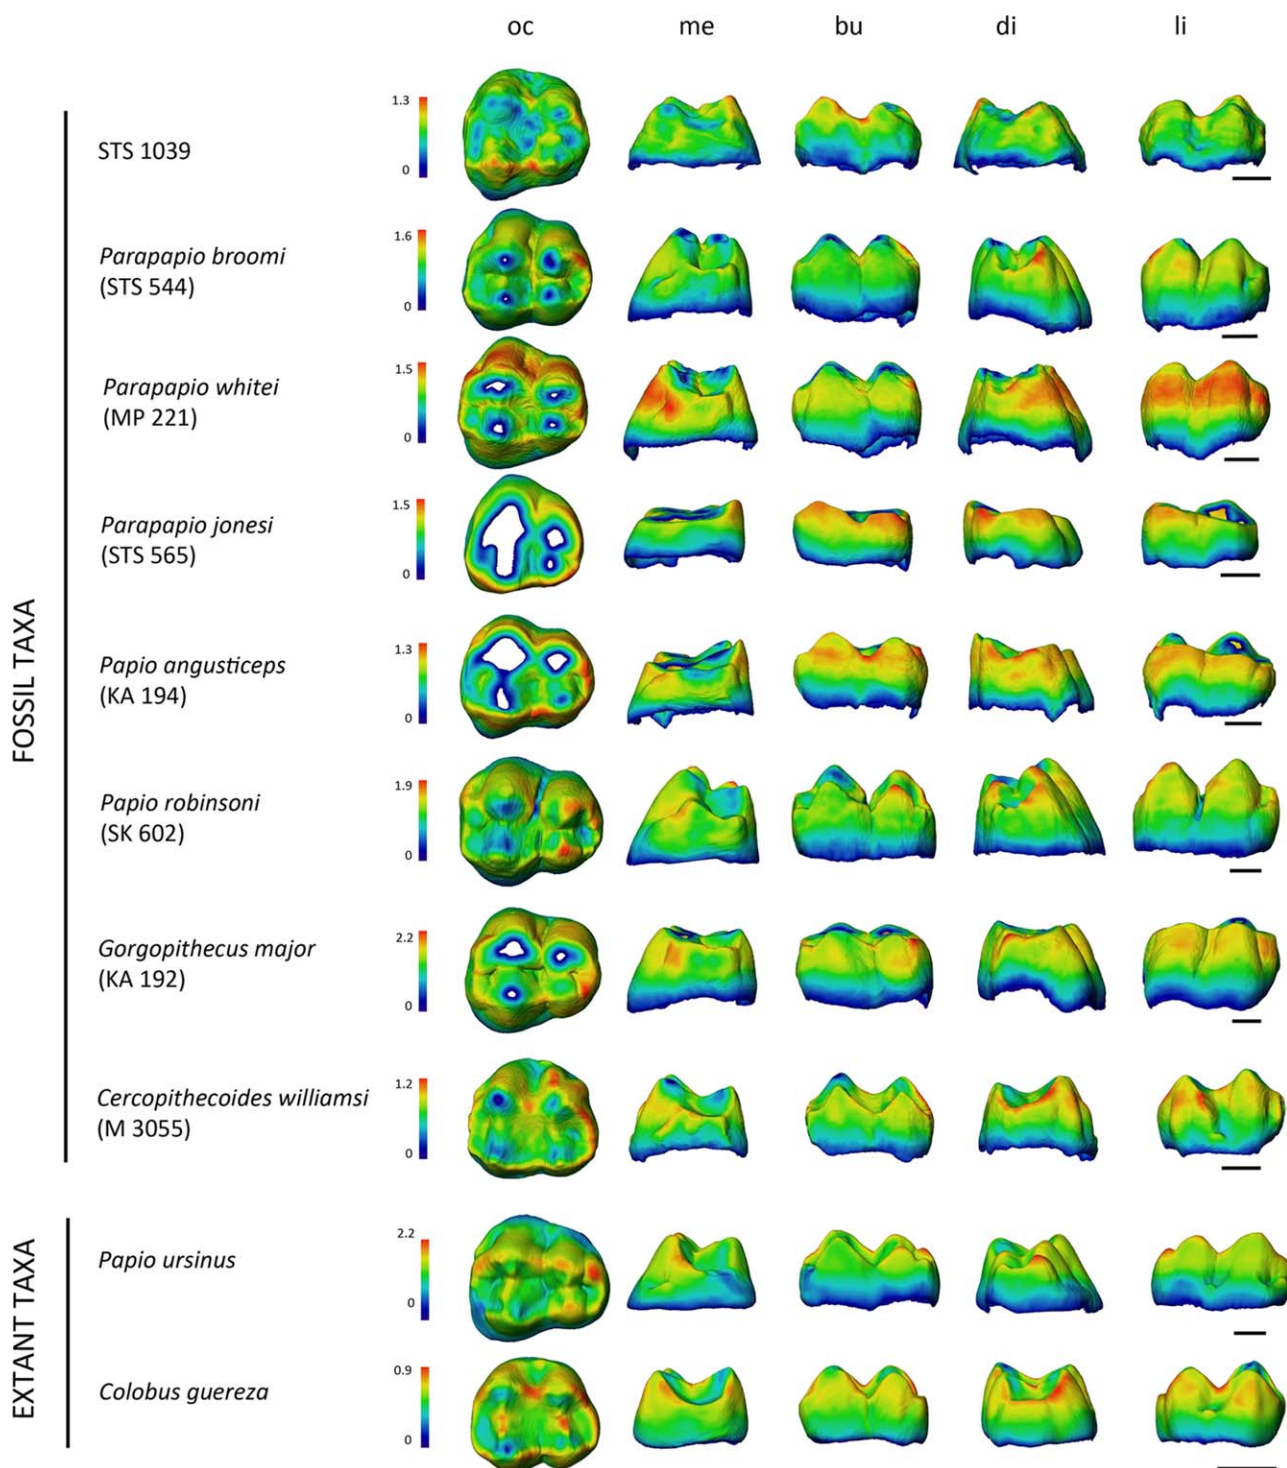 oc me bu di li
FOSSIL TAXA
1.3
STS 1039
0
1.6
Parapapio broomi
(STS 544)
0
1.5
Parapapio whitei
(MP 221)
0
1.5
Parapapio jonesi
(STS 565)
0
1.3
Papio angusticeps
(KA 194)
0
1.9
Papio robinsoni
(SK 602)
0
2.2
Gorgopithecus major
(KA 192)
0
1.2
Cercopithecoides williamsi
(M 3055)
0
EXTANT TAXA
2.2
Papio ursinus
0
0.9
Colobus guereza
0